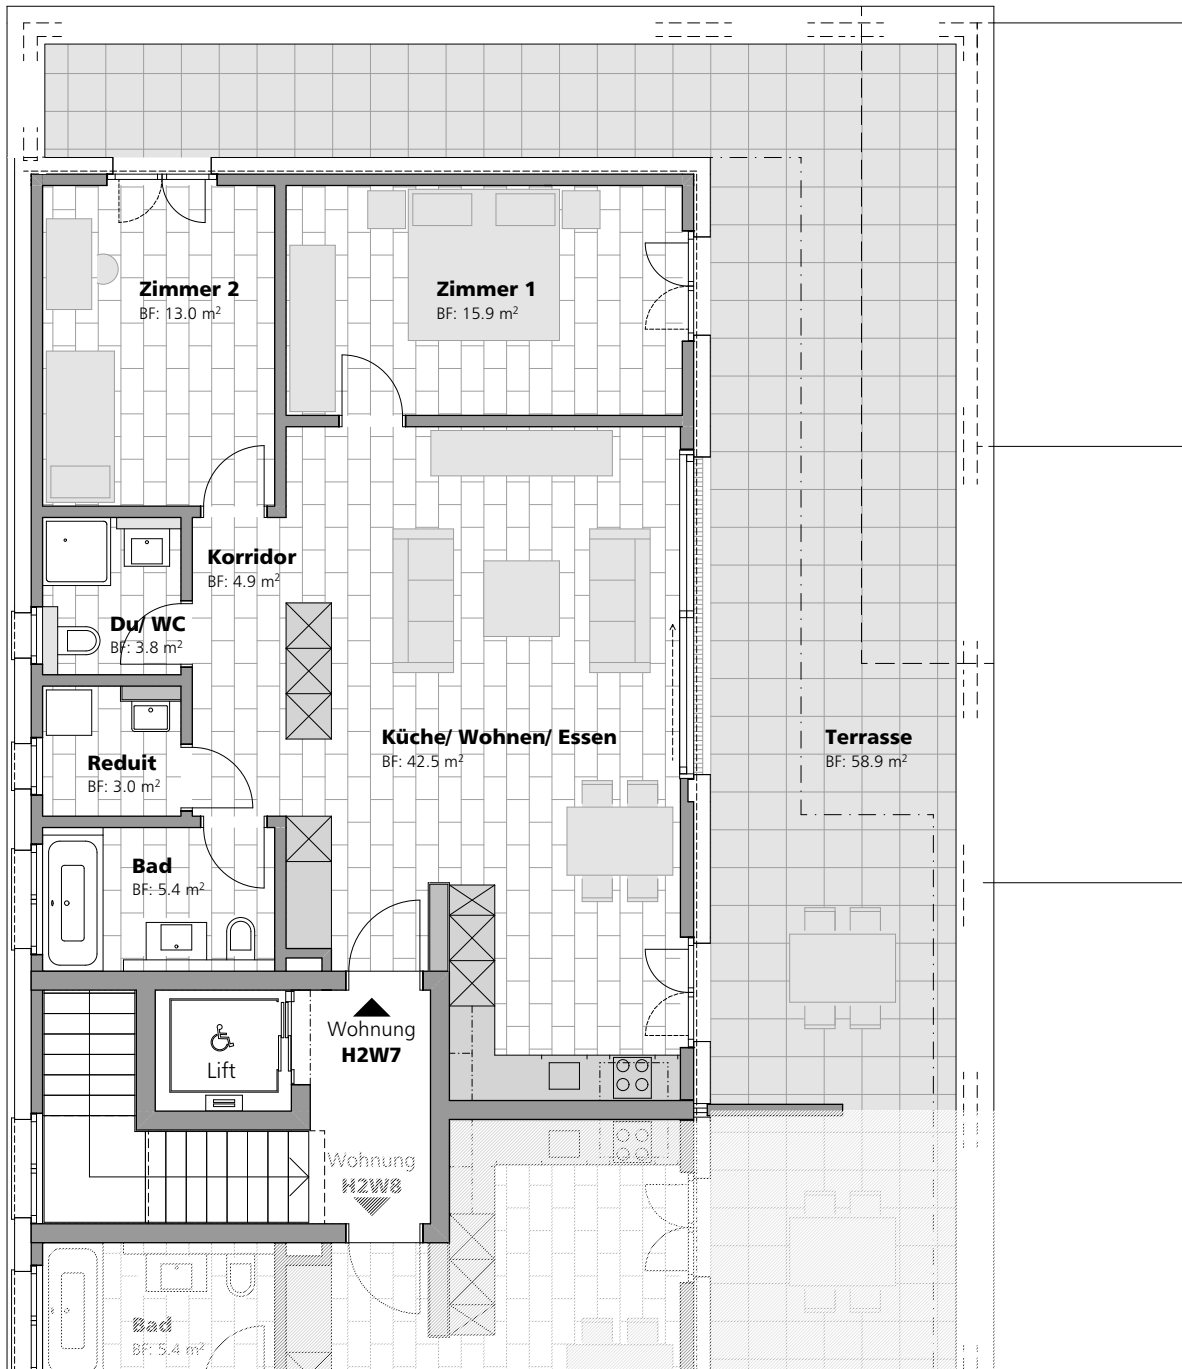 Zimmer 2
BF: 13.0 m²
Zimmer 1
BF: 15.9 m²
Korridor
BF: 4.9 m²
Du/ WC
BF: 3.8 m²
Küche/ Wohnen/ Essen
BF: 42.5 m²
Terrasse
BF: 58.9 m²
Reduit
BF: 3.0 m²
Bad
BF: 5.4 m²
Wohnung
H2W7
Lift
Wohnung
H2W8
Bad
BF: 5.4 m²